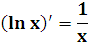 (ln x)′ = 1/x